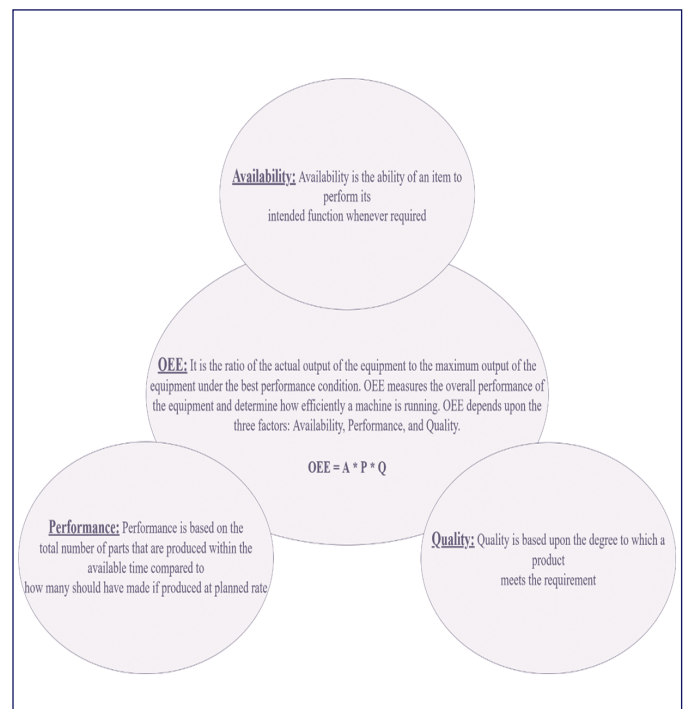 Availability: Availability is the ability of an item to
perform its
intended function whenever required
OEE: It is the ratio of the actual output of the equipment to the maximum output of the
equipment under the best performance condition. OEE measures the overall performance of
the equipment and determine how efficiently a machine is running. OEE depends upon the
three factors: Availability, Performance, and Quality.
OEE = A * P * Q
Performance: Performance is based on the
total number of parts that are produced within the
available time compared to
how many should have made if produced at planned rate
Quality: Quality is based upon the degree to which a
product
meets the requirement